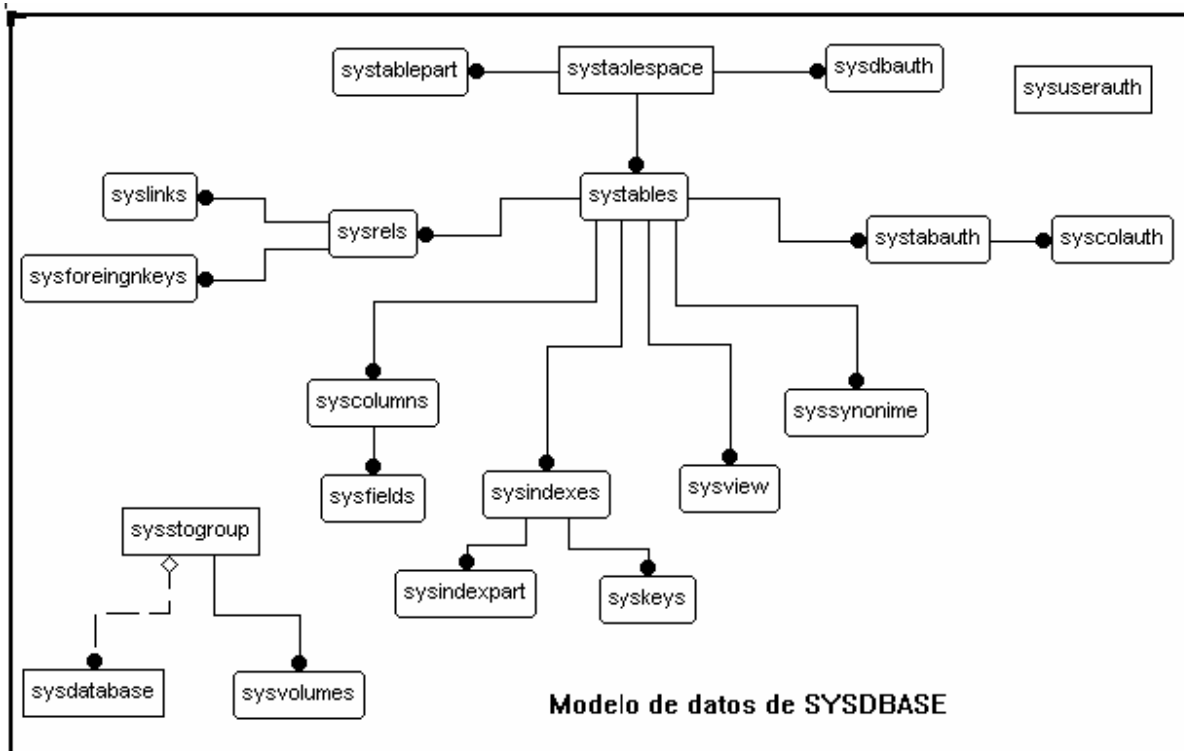 systablepart
systablespace
sysdbauth
sysuserauth
syslinks
systables
sysrels
systabauth
syscolauth
sysforeingnkeys
syscolumns
syssynonime
sysfields
sysindexes
sysview
sysstogroup
sysindexpart
syskeys
sysdatabase
sysvolumes
Modelo de datos de SYSDBASE